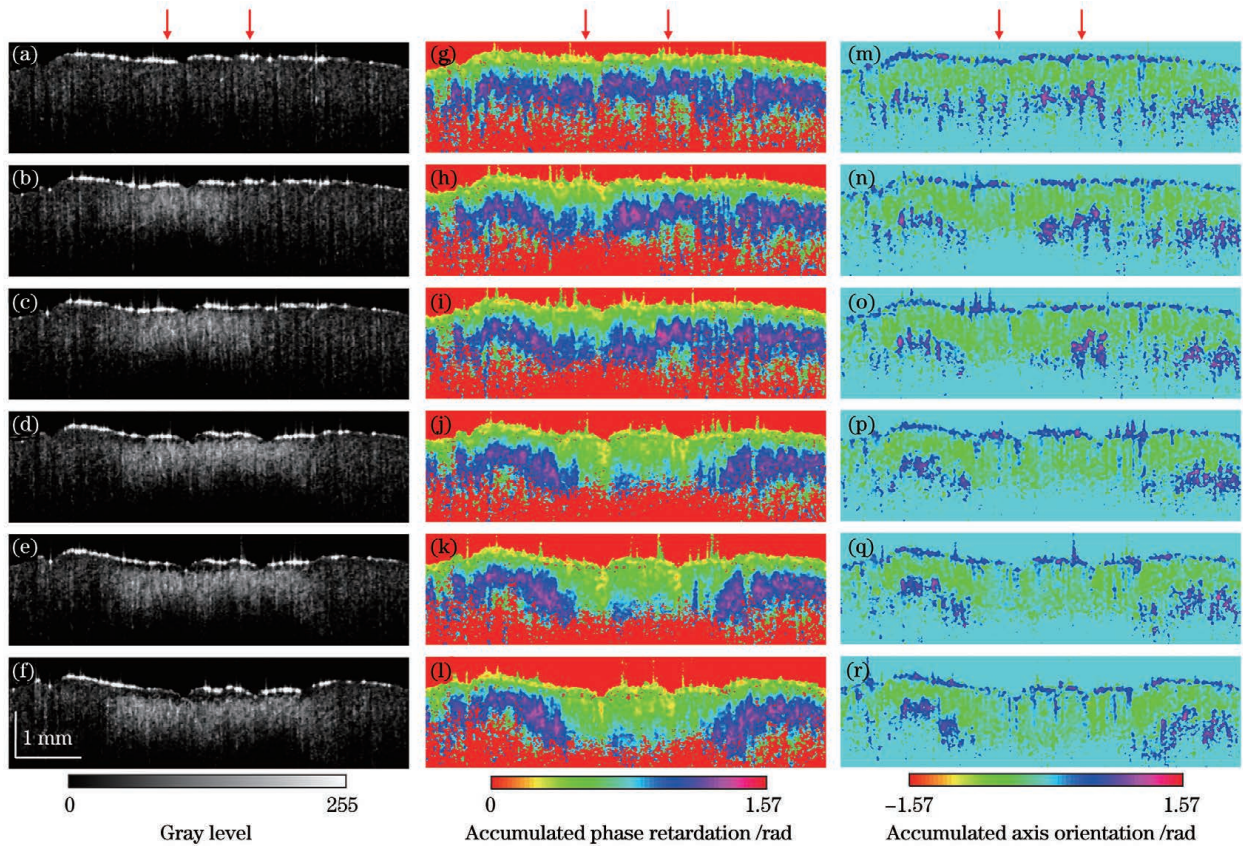 (a) (g) (m)
(b) (h) (n)
(c) (i) (o)
(d) (j) (p)
(e) (k) (q)
(f) (l) (r)
1 mm
0 255 0 1.57 −1.57 1.57
Gray level Accumulated phase retardation /rad Accumulated axis orientation /rad